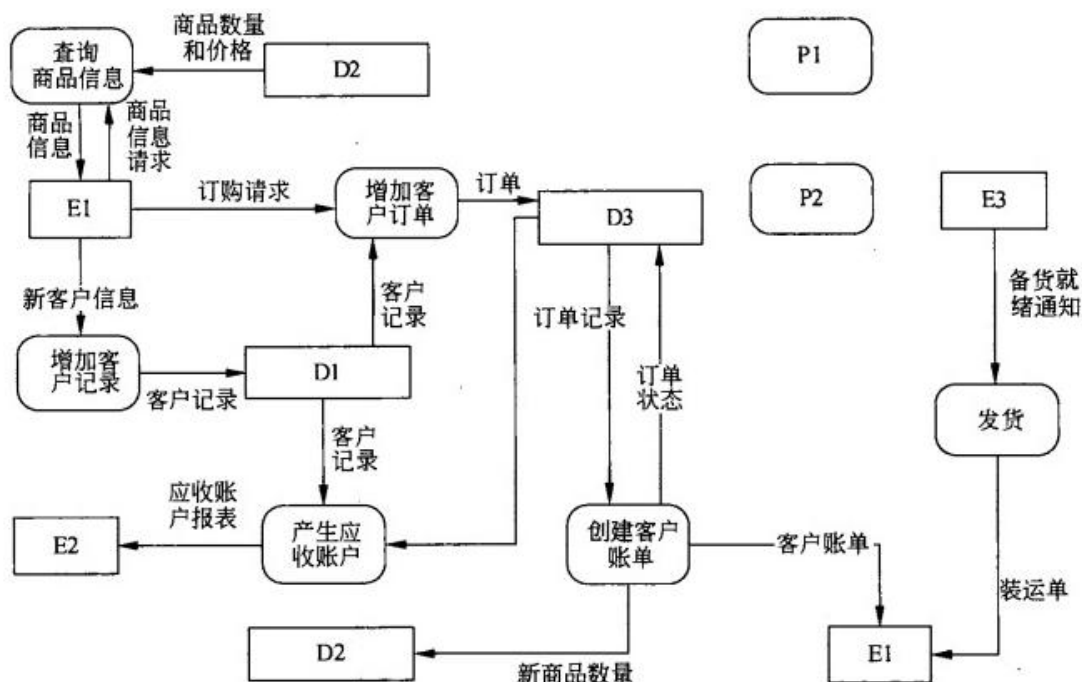 查询
商品信息
商品数量
和价格
D2
P1
商品
信息
商品
信息
请求
E1
订购请求
增加客
户订单
订单
D3
P2
E3
新客户信息
客户
记录
订单记录
订单
状态
备货就
绪通知
增加客
户记录
客户记录
D1
发货
客户
记录
应收账
户报表
E2
产生应
收账户
创建客户
账单
客户账单
装运单
D2
新商品数量
E1